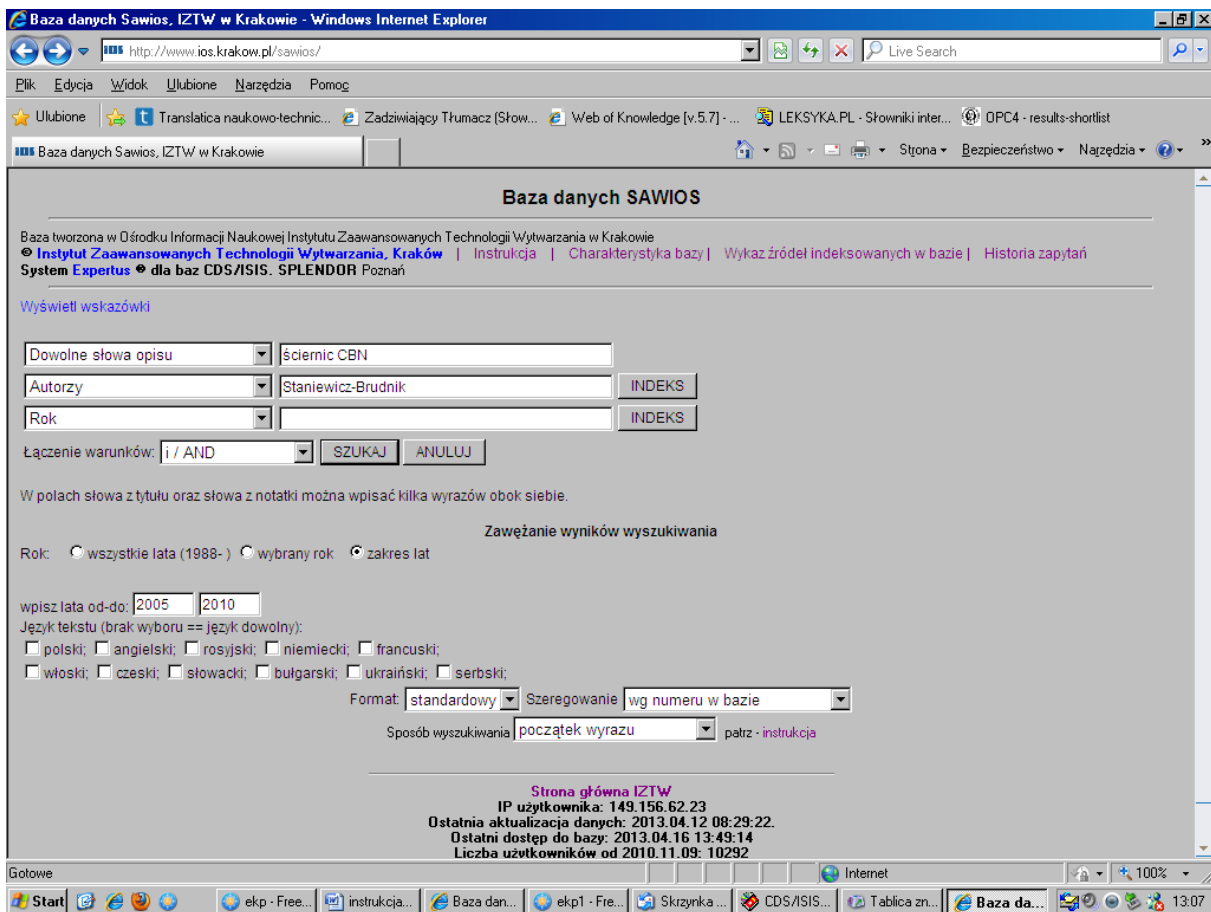 Baza danych Sawios, IZTW w Krakowie - Windows Internet Explorer
http://www.ios.krakow.pl/sawios/ Live Search
Plik Edycja Widok Ulubione Narzędzia Pomoc
Ulubione Translatica naukowo-technic... Zadziwiający Tłumacz (Słow... Web of Knowledge [v.5.7] - ... LEKSYKA.PL - Słowniki inter... OPC4 - results-shortlist
Baza danych Sawios, IZTW w Krakowie Strona Bezpieczeństwo Narzędzia
Baza danych SAWIOS
Baza tworzona w Ośrodku Informacji Naukowej Instytutu Zaawansowanych Technologii Wytwarzania w Krakowie
® Instytut Zaawansowanych Technologii Wytwarzania, Kraków | Instrukcja | Charakterystyka bazy | Wykaz źródeł indeksowanych w bazie | Historia zapytań
System Expertus ® dla baz CDS/ISIS. SPLENDOR Poznań
Wyświetl wskazówki
Dowolne słowa opisu ściernic CBN
Autorzy Staniewicz-Brudnik INDEKS
Rok INDEKS
Łączenie warunków: i / AND SZUKAJ ANULUJ
W polach słowa z tytułu oraz słowa z notatki można wpisać kilka wyrazów obok siebie.
Zawężanie wyników wyszukiwania
Rok: wszystkie lata (1988- ) wybrany rok zakres lat
wpisz lata od-do: 2005 2010
Język tekstu (brak wyboru == język dowolny):
polski; angielski; rosyjski; niemiecki; francuski;
włoski; czeski; słowacki; bułgarski; ukraiński; serbski;
Format: standardowy Szeregowanie wg numeru w bazie
Sposób wyszukiwania początek wyrazu patrz - instrukcja
Strona główna IZTW
IP użytkownika: 149.156.62.23
Ostatnia aktualizacja danych: 2013.04.12 08:29:22.
Ostatni dostęp do bazy: 2013.04.16 13:49:14
Liczba użytkowników od 2010.11.09: 10292
Gotowe Internet 100%
Start ekp - Free... instrukcja... Baza dan... ekp1 - Fre... Skrzynka ... CDS/ISIS... Tablica zn... Baza da... 13:07